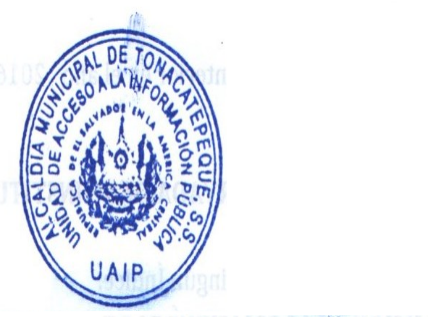 ALCALDIA MUNICIPAL DE TONACATEPEQUE S.S.
UNIDAD DE ACCESO A LA INFORMACIÓN PÚBLICA
REPUBLICA DE EL SALVADOR EN LA AMERICA CENTRAL
UAIP